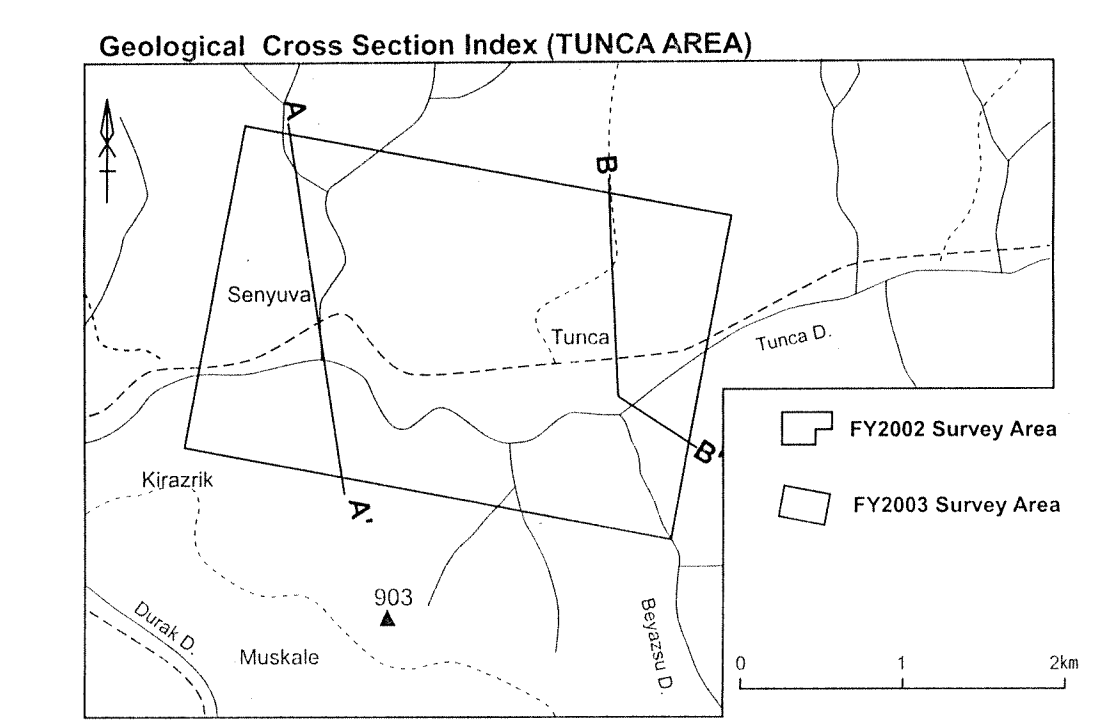 Geological Cross Section Index (TUNCA AREA)
A
B
Senyuva
Tunca
Tunca D.
B'
A'
Kirazrik
903
Durak D.
Muskale
Beyazsu D.
FY2002 Survey Area
FY2003 Survey Area
0 1 2km